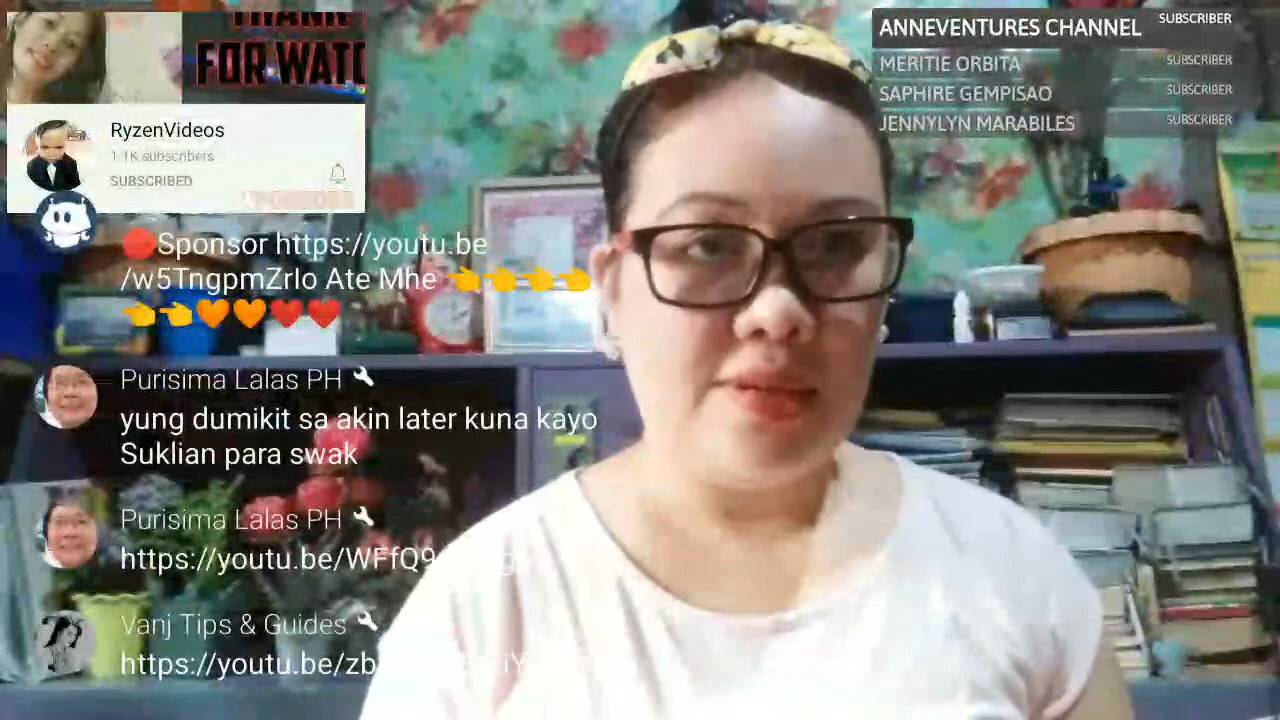 THANK
FOR WATC
RyzenVideos
1.1K subscribers
SUBSCRIBED
🔴Sponsor https://youtu.be
/w5TngpmZrIo Ate Mhe 👈👈👈👈
👈👈🧡🧡❤️❤️
Purisima Lalas PH 🔧
yung dumikit sa akin later kuna kayo
Suklian para swak
Purisima Lalas PH 🔧
https://youtu.be/WFfQ9
Vanj Tips & Guides 🔧
https://youtu.be/zb
ANNEVENTURES CHANNEL SUBSCRIBER
MERITIE ORBITA SUBSCRIBER
SAPHIRE GEMPISAO SUBSCRIBER
JENNYLYN MARABILES SUBSCRIBER